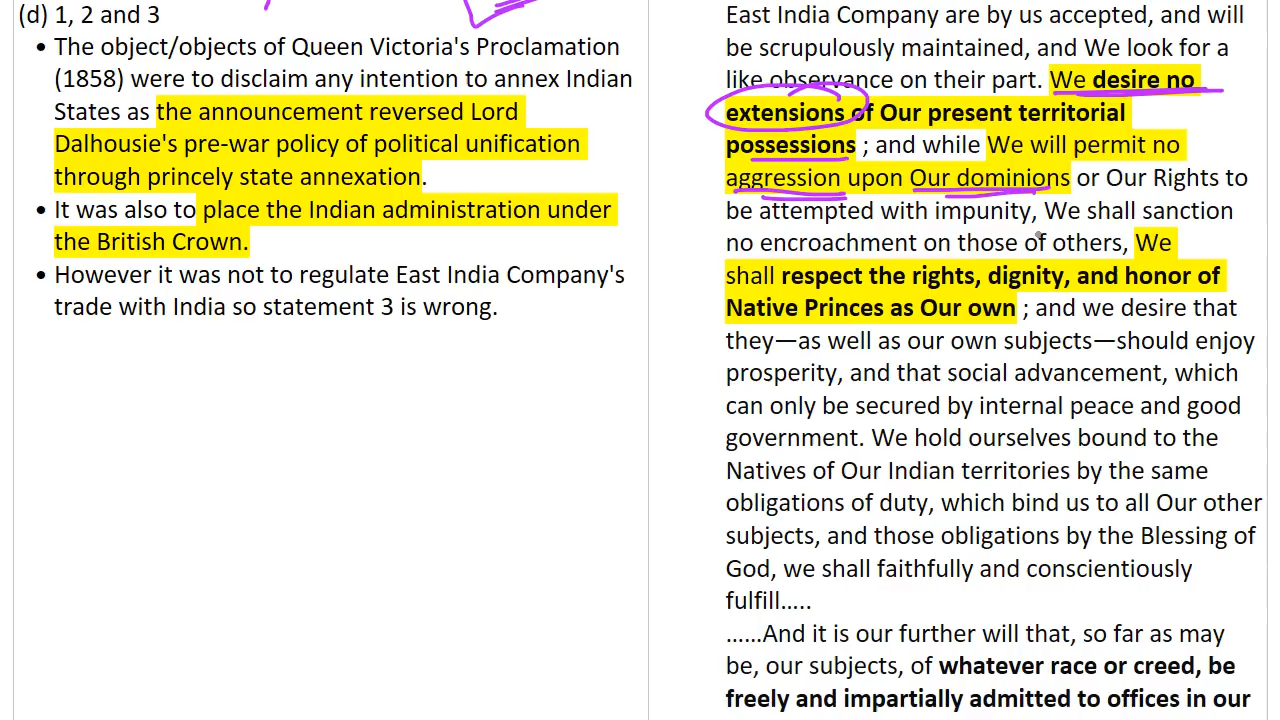 (d) 1, 2 and 3
• The object/objects of Queen Victoria's Proclamation
(1858) were to disclaim any intention to annex Indian
States as the announcement reversed Lord
Dalhousie's pre-war policy of political unification
through princely state annexation.
• It was also to place the Indian administration under
the British Crown.
• However it was not to regulate East India Company's
trade with India so statement 3 is wrong.
East India Company are by us accepted, and will
be scrupulously maintained, and We look for a
like observance on their part. We desire no
extensions of Our present territorial
possessions ; and while We will permit no
aggression upon Our dominions or Our Rights to
be attempted with impunity, We shall sanction
no encroachment on those of others, We
shall respect the rights, dignity, and honor of
Native Princes as Our own ; and we desire that
they—as well as our own subjects—should enjoy
prosperity, and that social advancement, which
can only be secured by internal peace and good
government. We hold ourselves bound to the
Natives of Our Indian territories by the same
obligations of duty, which bind us to all Our other
subjects, and those obligations by the Blessing of
God, we shall faithfully and conscientiously
fulfill…..
……And it is our further will that, so far as may
be, our subjects, of whatever race or creed, be
freely and impartially admitted to offices in our